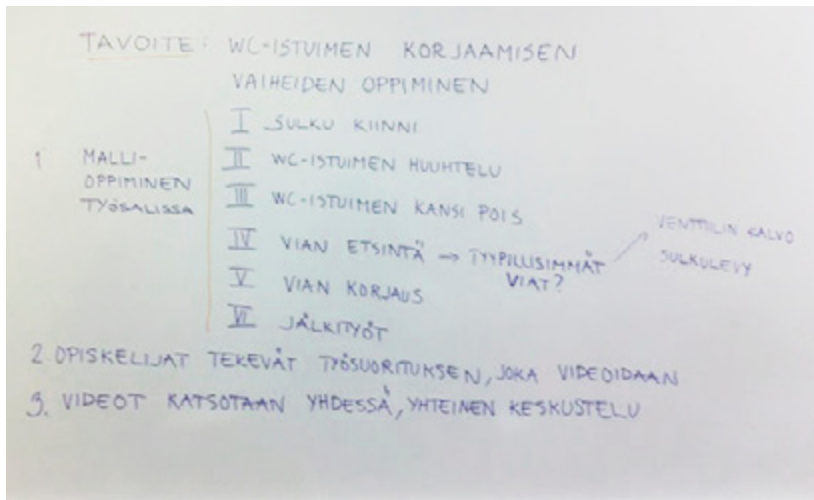 TAVOITE: WC-ISTUIMEN KORJAAMISEN
VAIHEIDEN OPPIMINEN
1 MALLI-
OPPIMINEN
TYÖSALISSA
I SULKU KIINNI
II WC-ISTUIMEN HUUHTELU
III WC-ISTUIMEN KANSI POIS
IV VIAN ETSINTÄ → TYYPILLISIMMÄT
VIAT?
VENTTIILIN KALVO
SULKULEVY
V VIAN KORJAUS
VI JÄLKITYÖT
2. OPISKELIJAT TEKEVÄT TYÖSUORITUKSEN, JOKA VIDEOIDAAN
3. VIDEOT KATSOTAAN YHDESSÄ, YHTEINEN KESKUSTELU